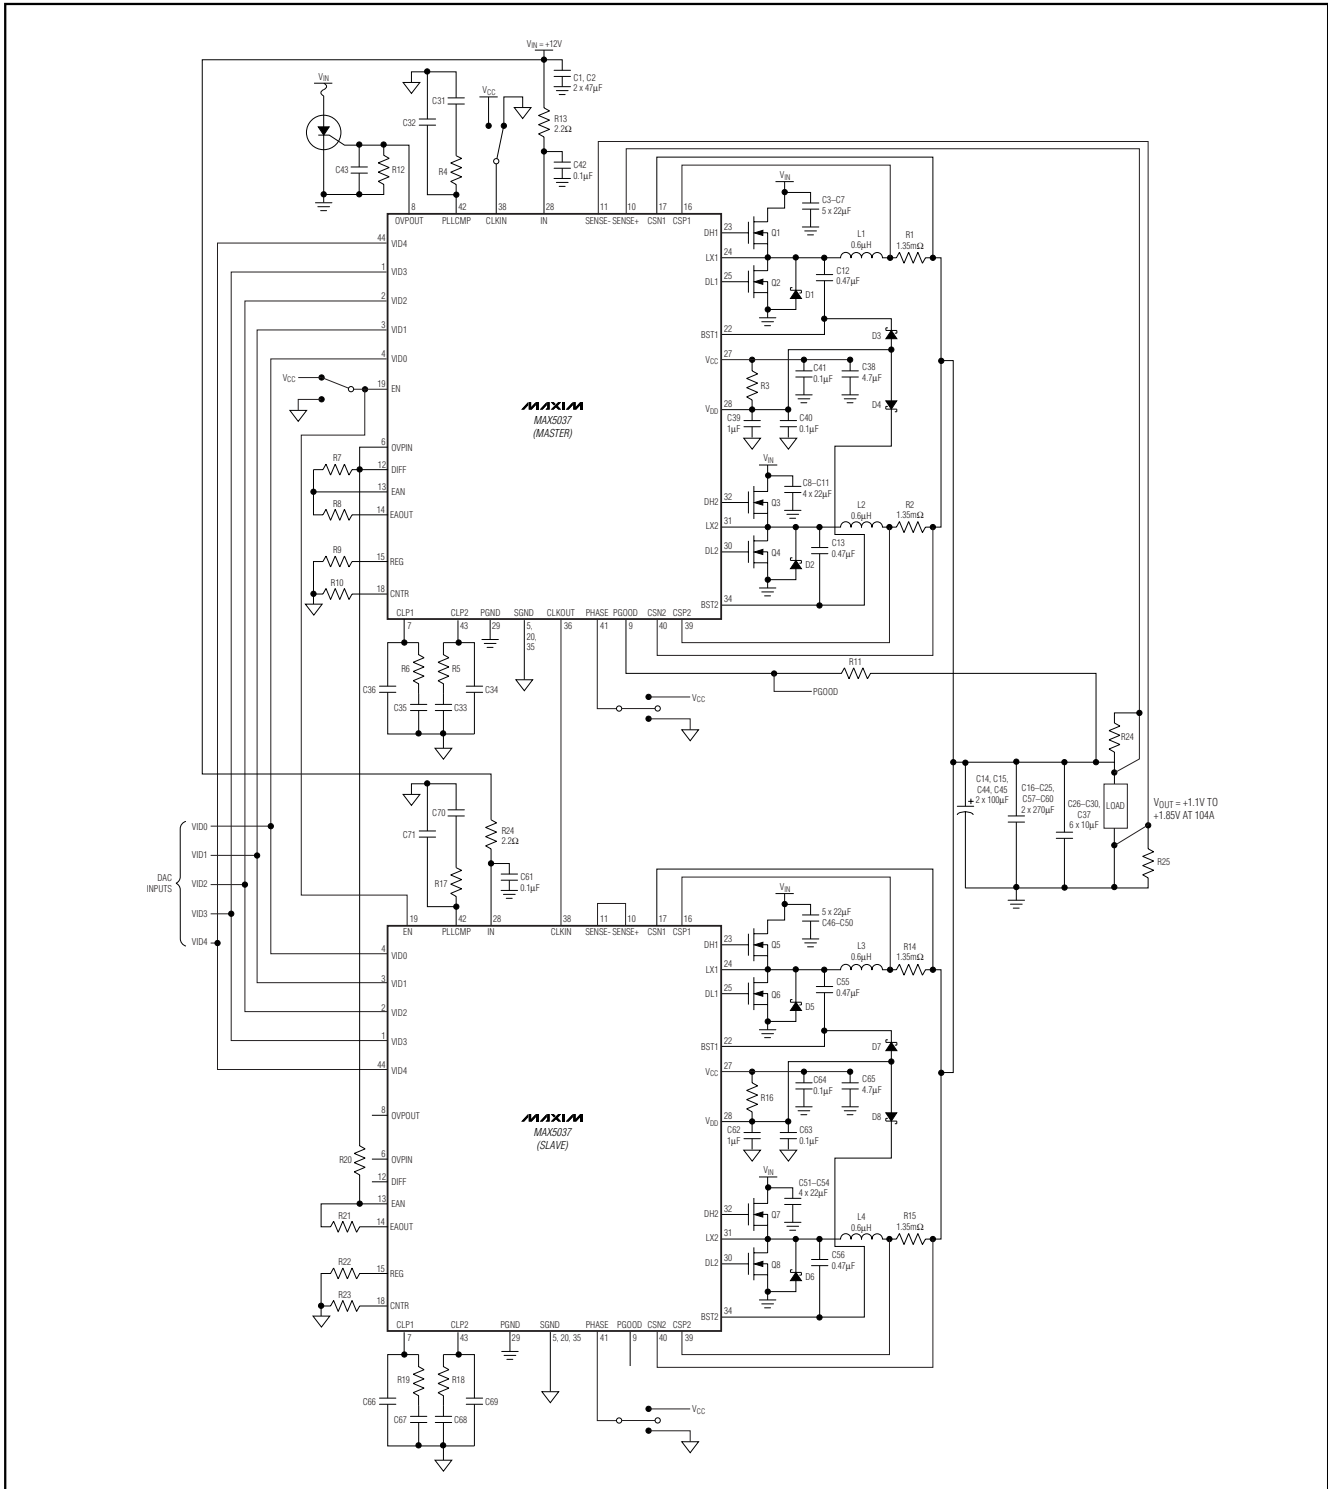 VIN = +12V
C1, C2
2 x 47µF
VIN
VCC
C31
C32
R13
2.2Ω
C43
R12
R4
C42
0.1µF
8
42
38
28
11
10
17
16
OVPOUT
PLLCMP
CLKIN
IN
SENSE-
SENSE+
CSN1
CSP1
VIN
C3–C7
5 x 22µF
44
VID4
1
VID3
2
VID2
3
VID1
4
VID0
VCC
19
EN
6
OVPIN
R7
12
DIFF
13
EAN
R8
14
EAOUT
R9
15
REG
R10
18
CNTR
MAXIM
MAX5037
(MASTER)
DH1
23
Q1
LX1
24
L1
0.6µH
R1
1.35mΩ
DL1
25
Q2
D1
C12
0.47µF
BST1
22
D3
VCC
27
R3
C41
0.1µF
C38
4.7µF
VDD
28
D4
C39
1µF
C40
0.1µF
VIN
C8–C11
4 x 22µF
DH2
32
Q3
LX2
31
L2
0.6µH
R2
1.35mΩ
DL2
30
Q4
D2
C13
0.47µF
BST2
34
CLP1
CLP2
PGND
SGND
CLKOUT
PHASE
PGOOD
CSN2
CSP2
7
43
29
5,
20,
35
36
41
9
40
39
R6
R5
C36
C35
C33
C34
R11
PGOOD
VCC
R24
C14, C15,
C44, C45
2 x 100µF
C16–C25,
C57–C60
2 x 270µF
C26–C30,
C37
6 x 10µF
LOAD
VOUT = +1.1V TO
+1.85V AT 104A
R25
DAC
INPUTS
VID0
VID1
VID2
VID3
VID4
C70
C71
R24
2.2Ω
R17
C61
0.1µF
19
42
28
38
11
10
17
16
EN
PLLCMP
IN
CLKIN
SENSE-
SENSE+
CSN1
CSP1
VIN
5 x 22µF
C46–C50
4
VID0
3
VID1
2
VID2
1
VID3
44
VID4
8
OVPOUT
R20
6
OVPIN
12
DIFF
13
EAN
R21
14
EAOUT
R22
15
REG
R23
18
CNTR
MAXIM
MAX5037
(SLAVE)
DH1
23
Q5
LX1
24
L3
0.6µH
R14
1.35mΩ
DL1
25
Q6
D5
C55
0.47µF
BST1
22
D7
VCC
27
R16
C64
0.1µF
C65
4.7µF
VDD
28
D8
C62
1µF
C63
0.1µF
VIN
C51–C54
4 x 22µF
DH2
32
Q7
LX2
31
L4
0.6µH
R15
1.35mΩ
DL2
30
Q8
D6
C56
0.47µF
BST2
34
CLP1
CLP2
PGND
SGND
PHASE
PGOOD
CSN2
CSP2
7
43
29
5, 20, 35
41
9
40
39
R19
R18
C66
C67
C68
C69
VCC